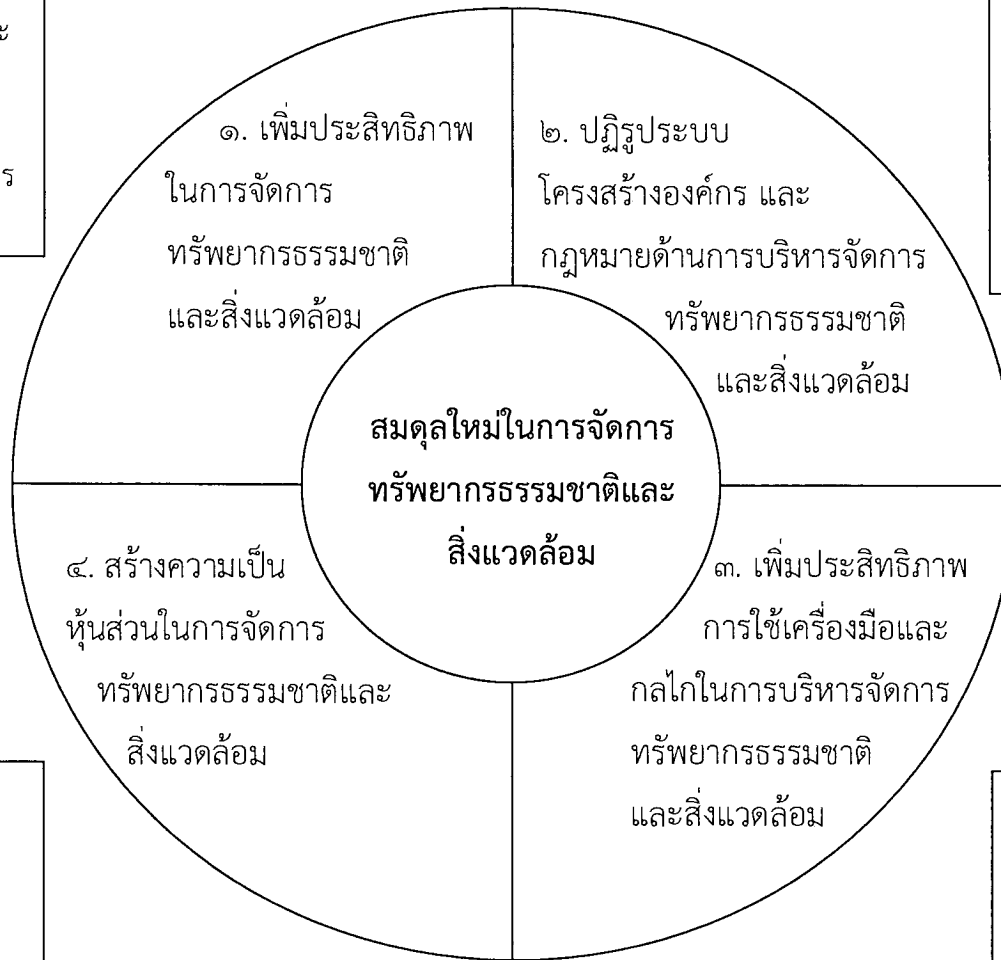 ะ
ร
๑. เพิ่มประสิทธิภาพ
ในการจัดการ
ทรัพยากรธรรมชาติ
และสิ่งแวดล้อม
๒. ปฏิรูประบบ
โครงสร้างองค์กร และ
กฎหมายด้านการบริหารจัดการ
ทรัพยากรธรรมชาติ
และสิ่งแวดล้อม
สมดุลใหม่ในการจัดการ
ทรัพยากรธรรมชาติและ
สิ่งแวดล้อม
๔. สร้างความเป็น
หุ้นส่วนในการจัดการ
ทรัพยากรธรรมชาติและ
สิ่งแวดล้อม
๓. เพิ่มประสิทธิภาพ
การใช้เครื่องมือและ
กลไกในการบริหารจัดการ
ทรัพยากรธรรมชาติ
และสิ่งแวดล้อม